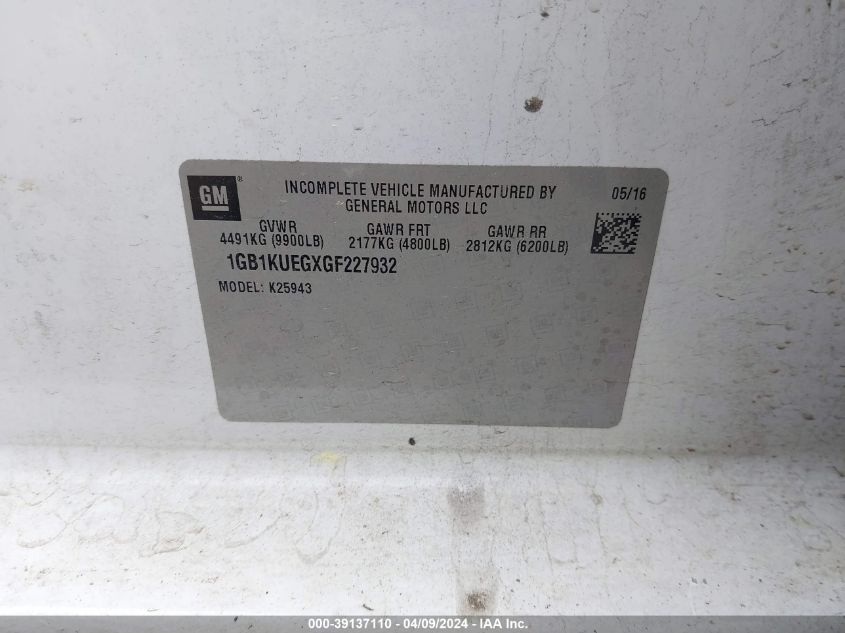 GM®
INCOMPLETE VEHICLE MANUFACTURED BY
GENERAL MOTORS LLC
05/16
GVWR GAWR FRT GAWR RR
4491KG (9900LB) 2177KG (4800LB) 2812KG (6200LB)
1GB1KUEGXGF227932
MODEL: K25943
000-39137110 - 04/09/2024 - IAA Inc.